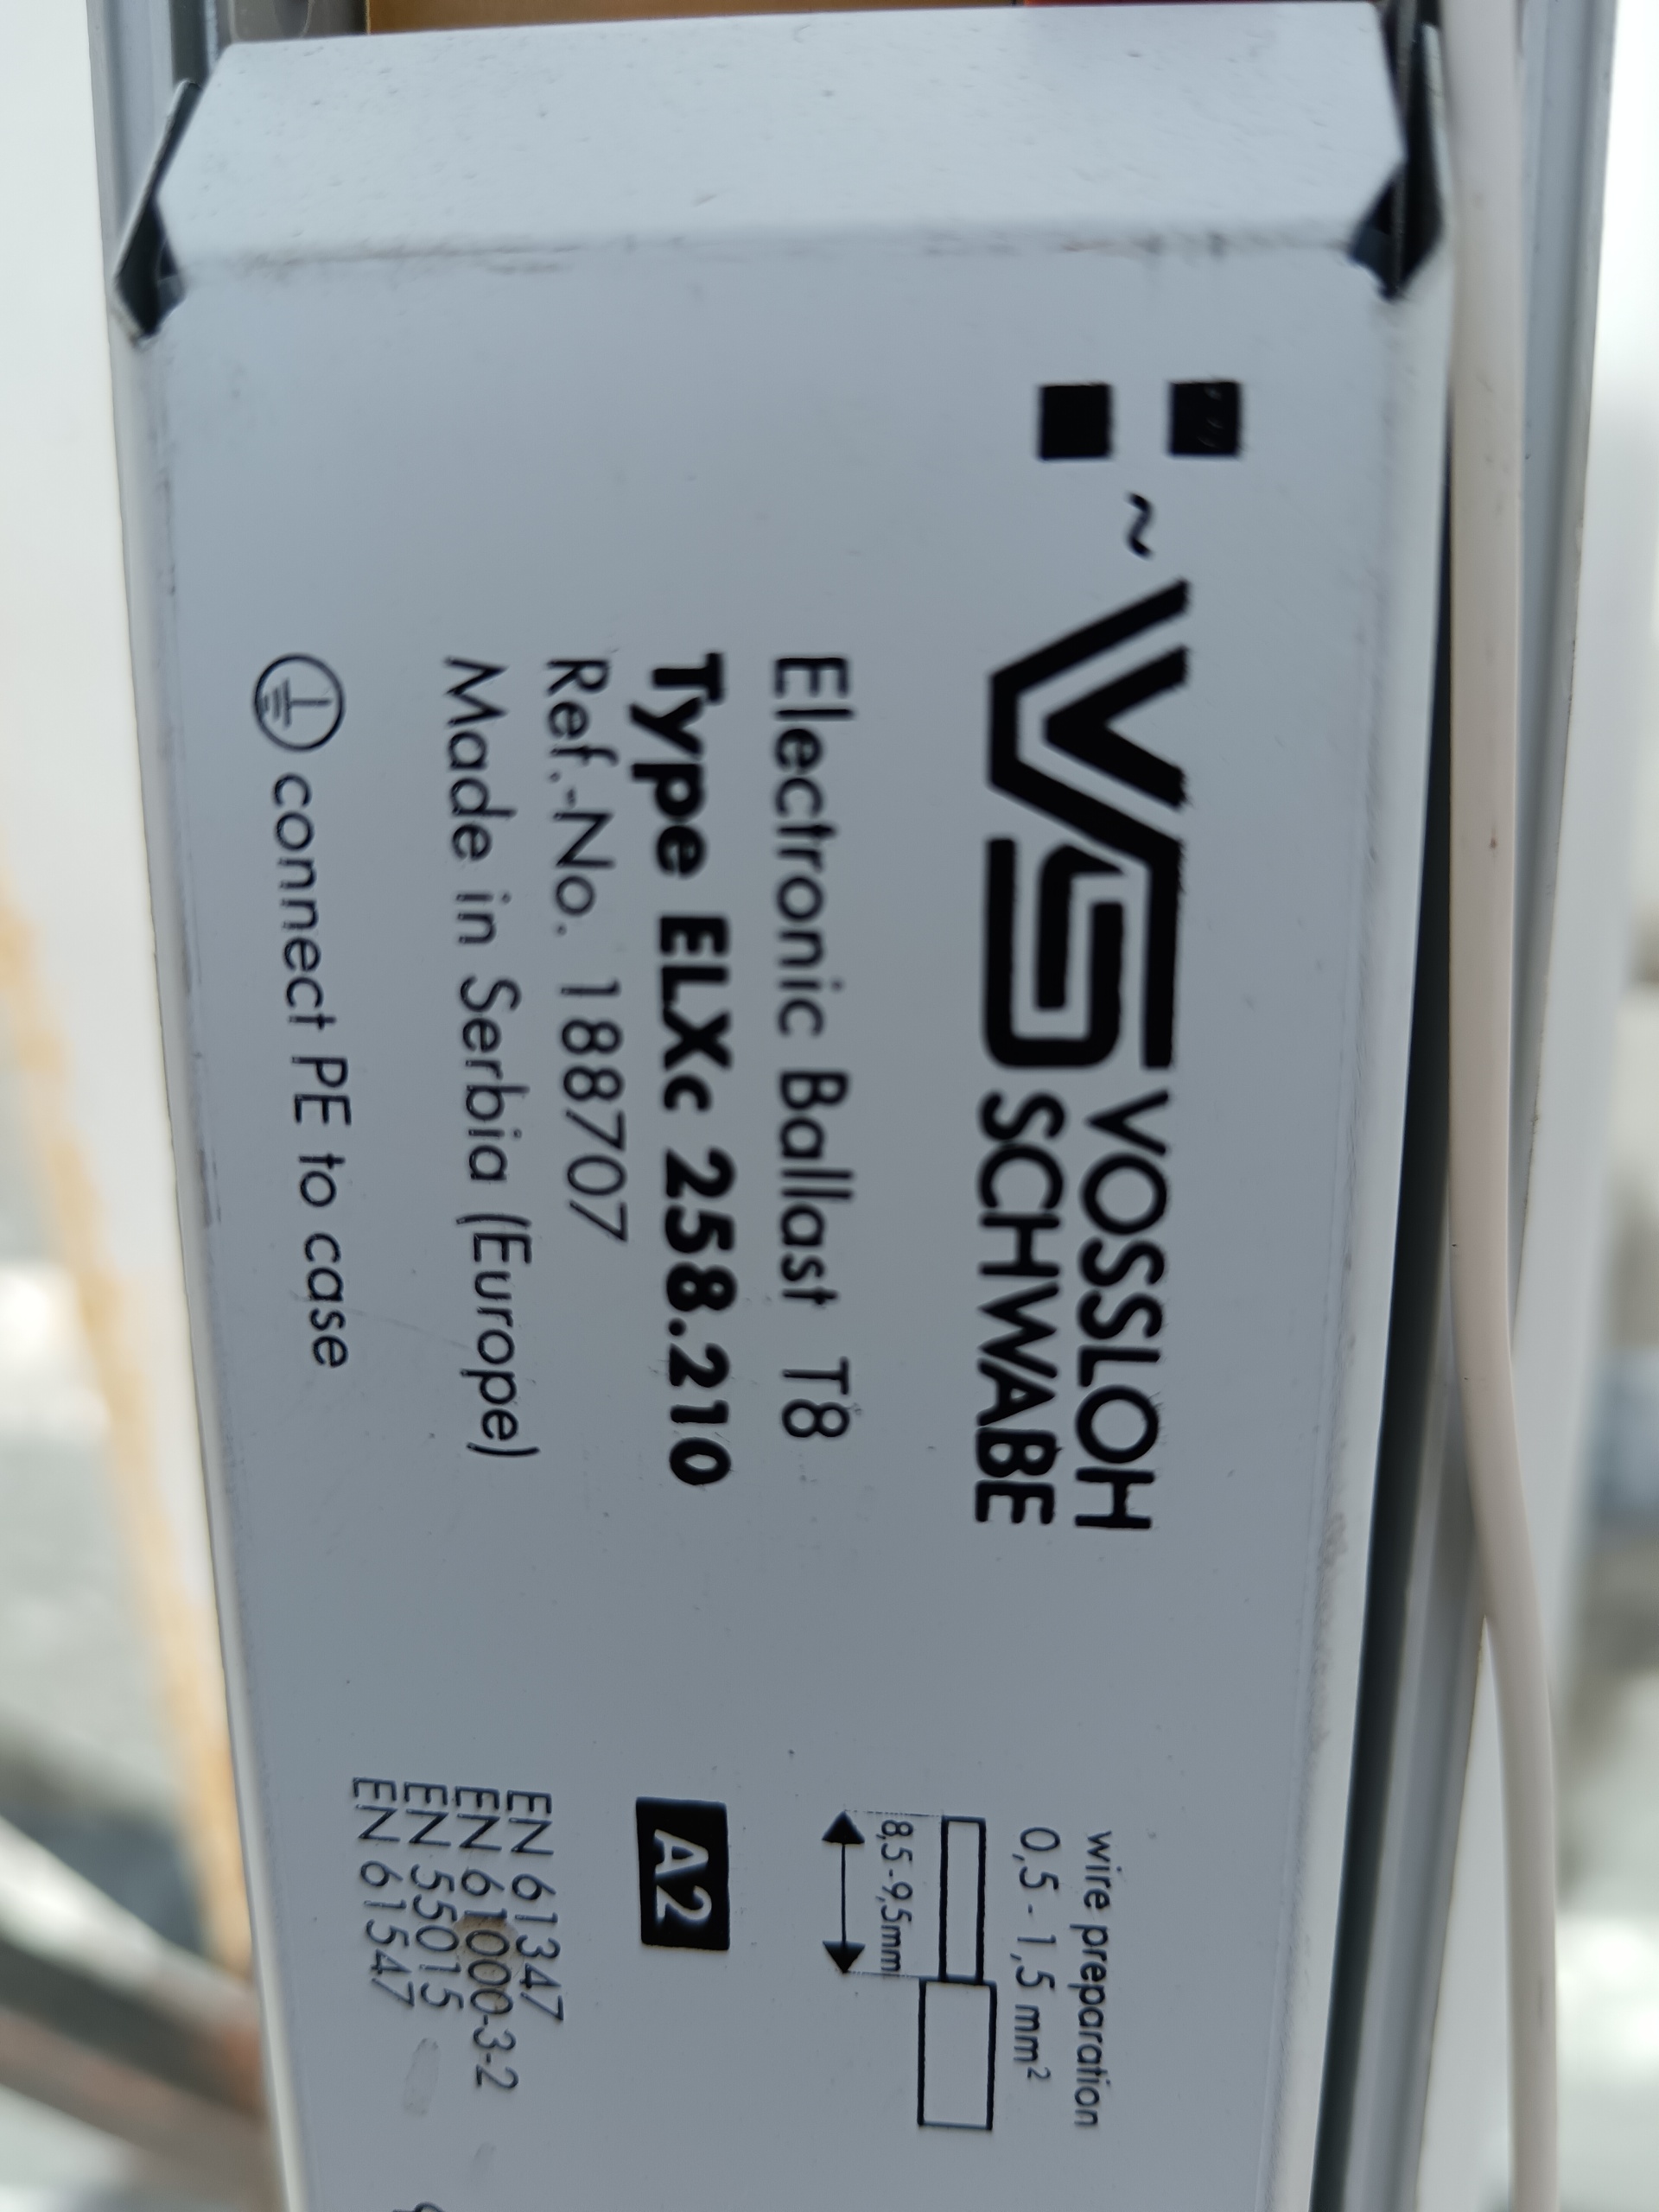 ~
VS
VOSSLOH
SCHWABE
Electronic Ballast T8
Type ELXc 258.210
Ref.-No. 188707
Made in Serbia (Europe)
connect PE to case
wire preparation
0,5 - 1,5 mm²
8,5-9,5mm
A2
EN 61347
EN 61000-3-2
EN 55015
EN 61547